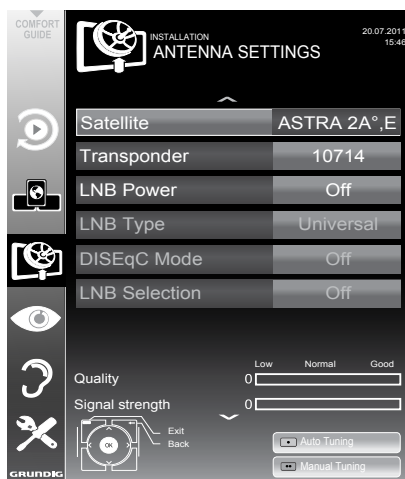 COMFORT
GUIDE
INSTALLATION
ANTENNA SETTINGS
20.07.2011
15:46
Satellite ASTRA 2A°,E
Transponder 10714
LNB Power Off
LNB Type Universal
DISEqC Mode Off
LNB Selection Off
Low Normal Good
Quality 0
Signal strength 0
Exit
Back
OK
Auto Tuning
Manual Tuning
GRUNDIG